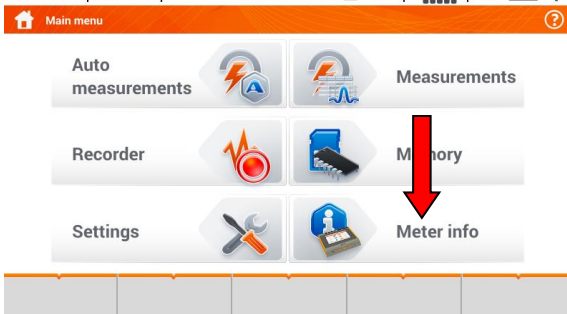 Main menu
?
Auto
measurements
Measurements
A
Recorder
Settings
Meter info